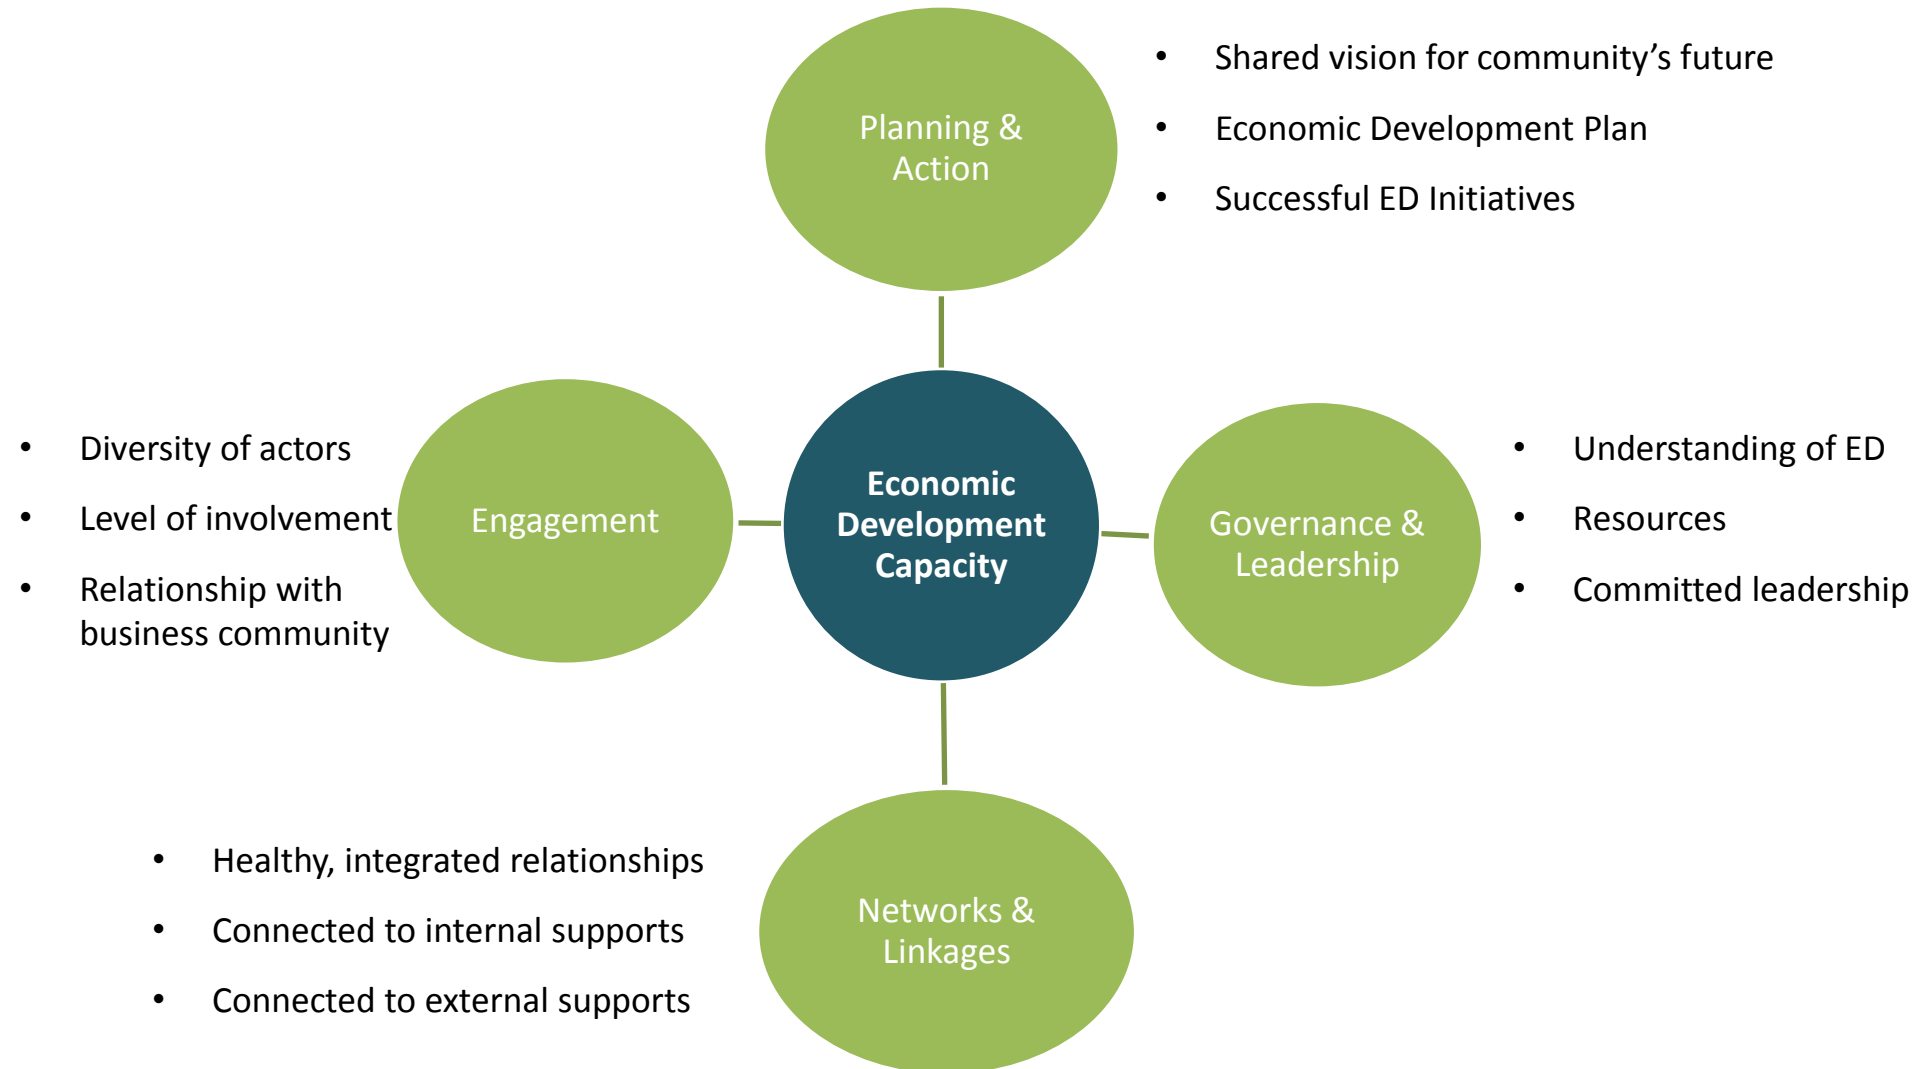 Planning &
Action
• Shared vision for community’s future
• Economic Development Plan
• Successful ED Initiatives
• Diversity of actors
• Level of involvement
• Relationship with
business community
Engagement
Economic
Development
Capacity
Governance &
Leadership
• Understanding of ED
• Resources
• Committed leadership
• Healthy, integrated relationships
• Connected to internal supports
• Connected to external supports
Networks &
Linkages